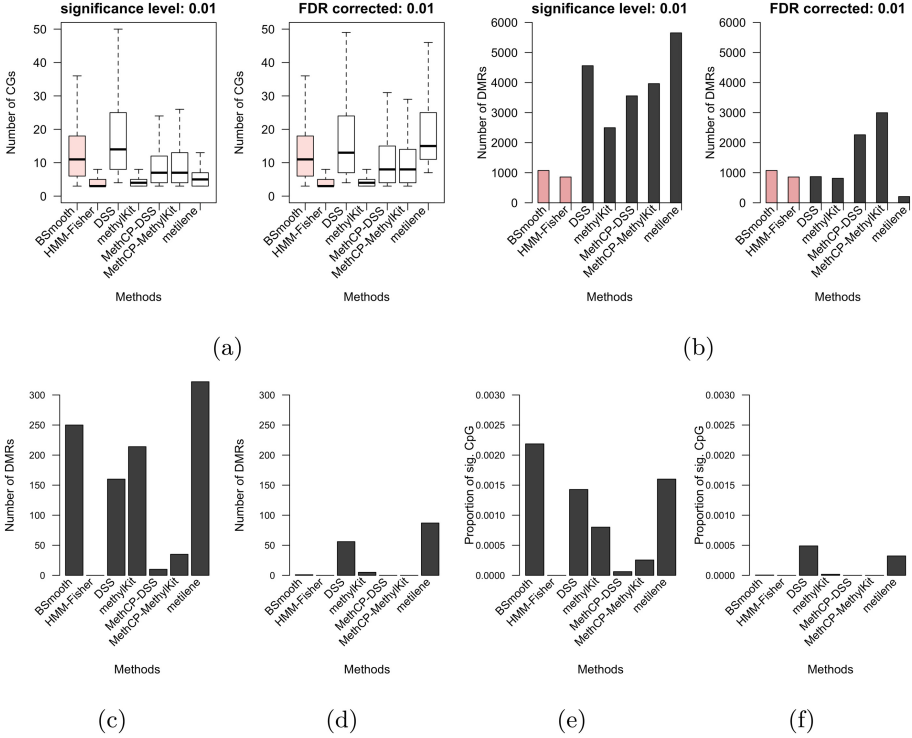 significance level: 0.01
FDR corrected: 0.01
significance level: 0.01
FDR corrected: 0.01
Number of CGs
50
40
30
20
10
0
BSmooth
HMM-Fisher
DSS
methylKit
MethCP-DSS
MethCP-MethylKit
metilene
Methods
Number of CGs
50
40
30
20
10
0
BSmooth
HMM-Fisher
DSS
methylKit
MethCP-DSS
MethCP-MethylKit
metilene
Methods
Number of DMRs
6000
5000
4000
3000
2000
1000
0
BSmooth
HMM-Fisher
DSS
methylKit
MethCP-DSS
MethCP-MethylKit
metilene
Methods
Number of DMRs
6000
5000
4000
3000
2000
1000
0
BSmooth
HMM-Fisher
DSS
methylKit
MethCP-DSS
MethCP-MethylKit
metilene
Methods
(a)
(b)
Number of DMRs
300
250
200
150
100
50
0
BSmooth
HMM-Fisher
DSS
methylKit
MethCP-DSS
MethCP-MethylKit
metilene
Methods
Number of DMRs
300
250
200
150
100
50
0
BSmooth
HMM-Fisher
DSS
methylKit
MethCP-DSS
MethCP-MethylKit
metilene
Methods
Proportion of sig. CpG
0.0030
0.0025
0.0020
0.0015
0.0010
0.0005
0.0000
BSmooth
HMM-Fisher
DSS
methylKit
MethCP-DSS
MethCP-MethylKit
metilene
Methods
Proportion of sig. CpG
0.0030
0.0025
0.0020
0.0015
0.0010
0.0005
0.0000
BSmooth
HMM-Fisher
DSS
methylKit
MethCP-DSS
MethCP-MethylKit
metilene
Methods
(c)
(d)
(e)
(f)